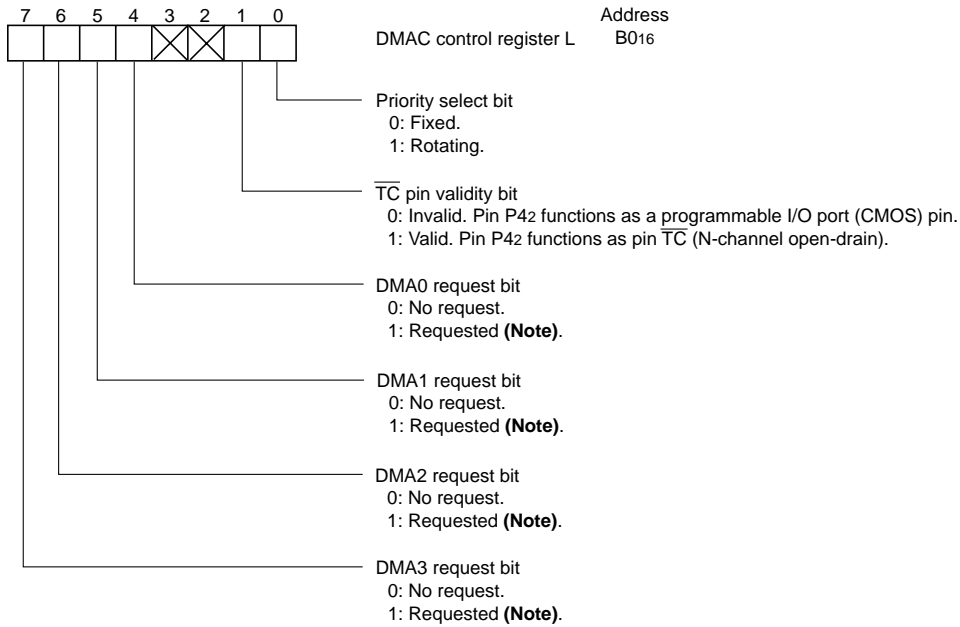 7 6 5 4 3 2 1 0
Address
DMAC control register L B016
Priority select bit
0: Fixed.
1: Rotating.
TC pin validity bit
0: Invalid. Pin P42 functions as a programmable I/O port (CMOS) pin.
1: Valid. Pin P42 functions as pin TC (N-channel open-drain).
DMA0 request bit
0: No request.
1: Requested (Note).
DMA1 request bit
0: No request.
1: Requested (Note).
DMA2 request bit
0: No request.
1: Requested (Note).
DMA3 request bit
0: No request.
1: Requested (Note).